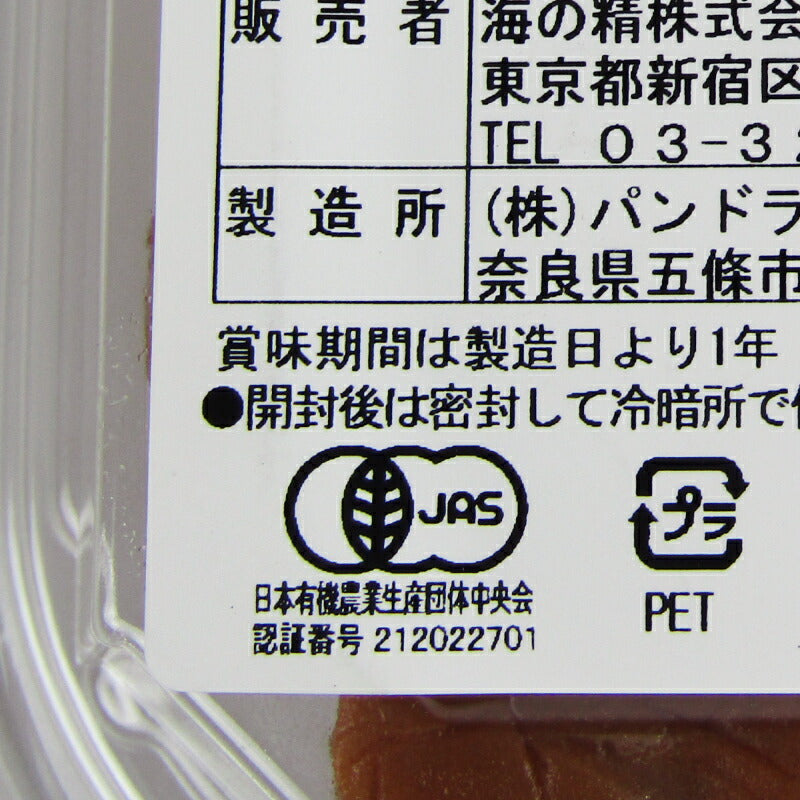 販売者 海の精株式会
東京都新宿区
TEL 03-32
製造所 (株)パンドラ
奈良県五條市
賞味期間は製造日より1年
●開封後は密封して冷暗所で
JAS
プラ
日本有機農業生産団体中央会
認証番号 212022701
PET